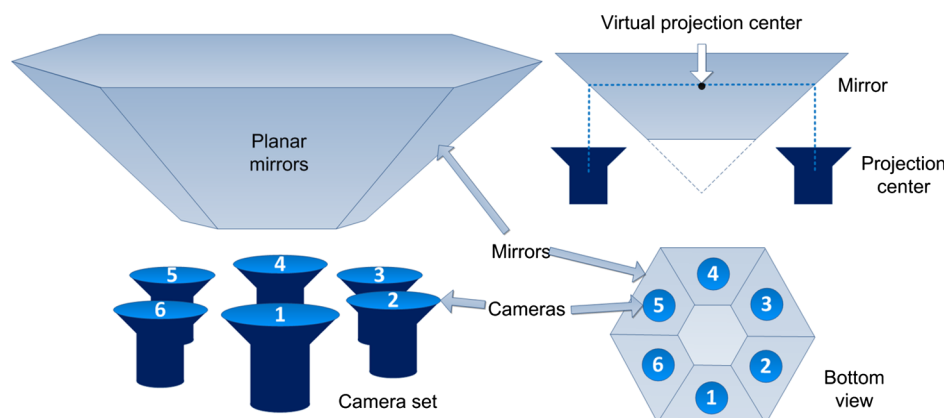 Virtual projection center
Mirror
Planar
mirrors
Projection
center
Mirrors
Cameras
5
4
3
6
1
2
Camera set
4
5
3
6
2
1
Bottom
view